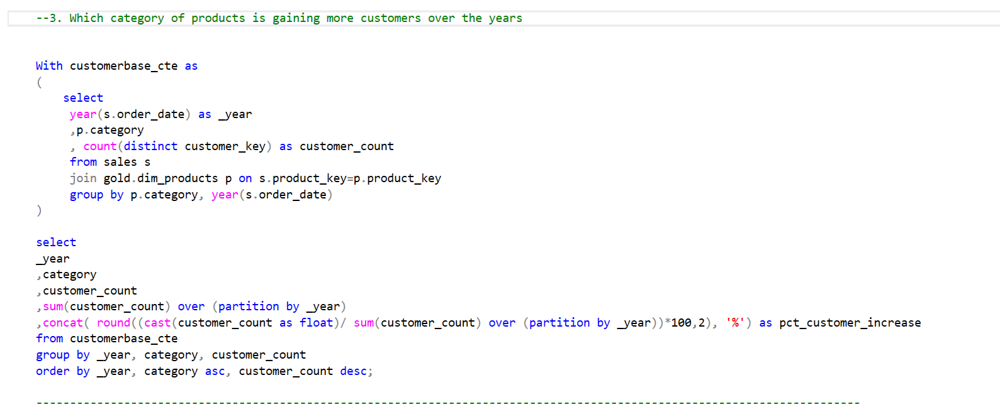 --3. Which category of products is gaining more customers over the years
With customerbase_cte as
(
select
year(s.order_date) as _year
,p.category
, count(distinct customer_key) as customer_count
from sales s
join gold.dim_products p on s.product_key=p.product_key
group by p.category, year(s.order_date)
)
select
_year
,category
,customer_count
,sum(customer_count) over (partition by _year)
,concat( round((cast(customer_count as float)/ sum(customer_count) over (partition by _year))*100,2), '%') as pct_customer_increase
from customerbase_cte
group by _year, category, customer_count
order by _year, category asc, customer_count desc;
--------------------------------------------------------------------------------------------------------------------------